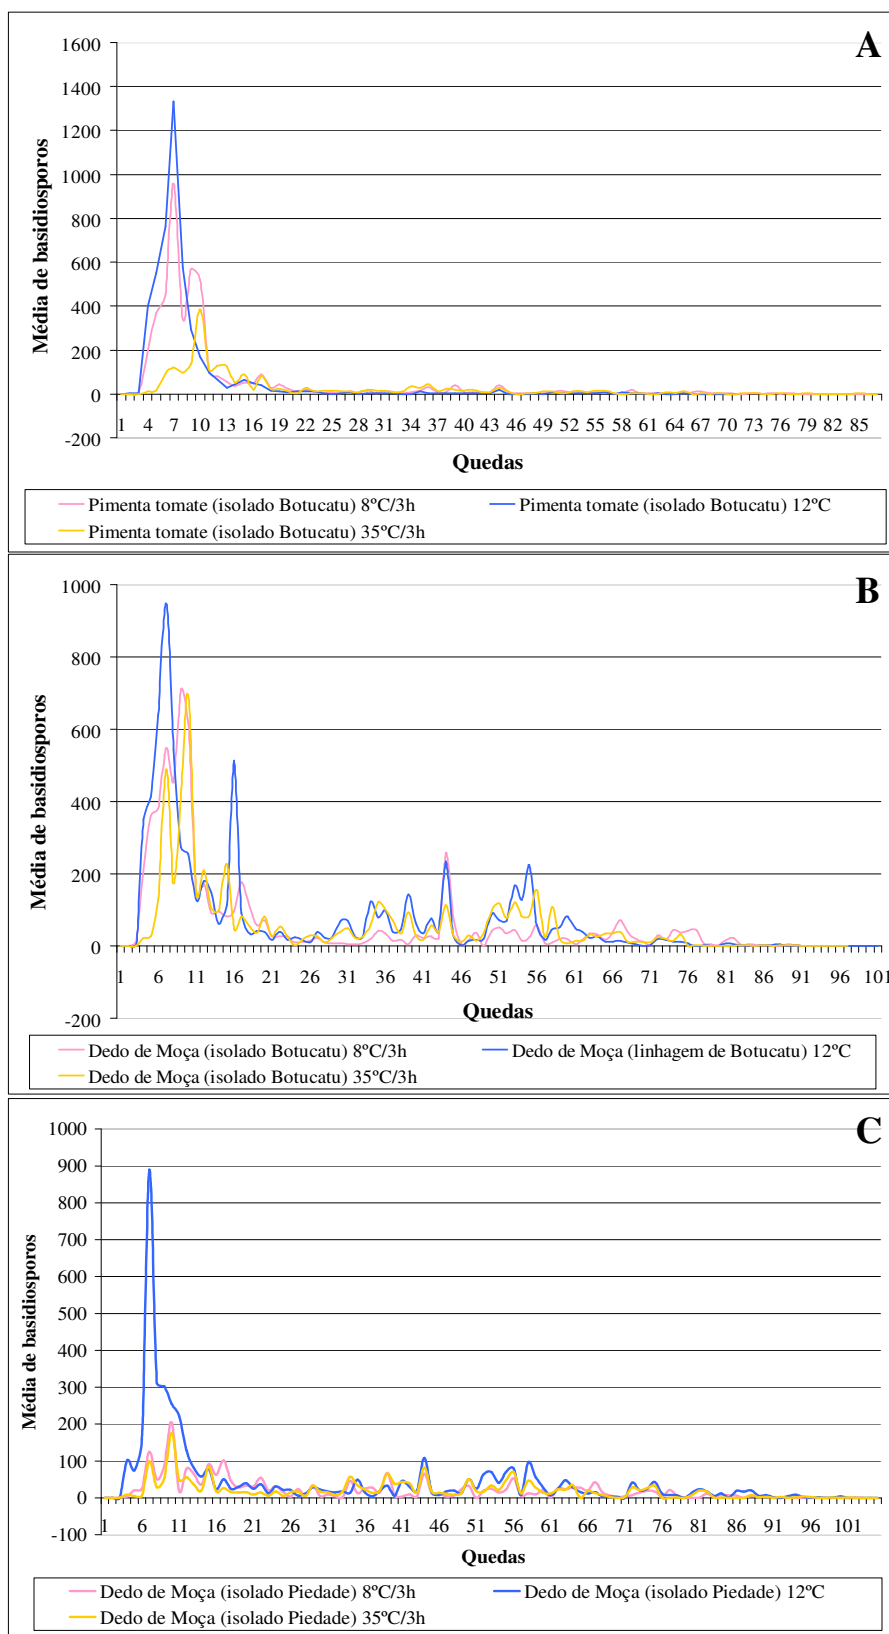 A
1600
1400
1200
1000
800
600
400
200
0
-200
Média de basidiosporos
1 4 7 10 13 16 19 22 25 28 31 34 37 40 43 46 49 52 55 58 61 64 67 70 73 76 79 82 85
Quedas
Pimenta tomate (isolado Botucatu) 8ºC/3h Pimenta tomate (isolado Botucatu) 12ºC
Pimenta tomate (isolado Botucatu) 35ºC/3h
B
1000
800
600
400
200
0
-200
Média de basidiosporos
1 6 11 16 21 26 31 36 41 46 51 56 61 66 71 76 81 86 91 96 101
Quedas
Dedo de Moça (isolado Botucatu) 8ºC/3h Dedo de Moça (linhagem de Botucatu) 12ºC
Dedo de Moça (isolado Botucatu) 35ºC/3h
C
1000
900
800
700
600
500
400
300
200
100
0
-100
Média de basidiosporos
1 6 11 16 21 26 31 36 41 46 51 56 61 66 71 76 81 86 91 96 101
Quedas
Dedo de Moça (isolado Piedade) 8ºC/3h Dedo de Moça (isolado Piedade) 12ºC
Dedo de Moça (isolado Piedade) 35ºC/3h